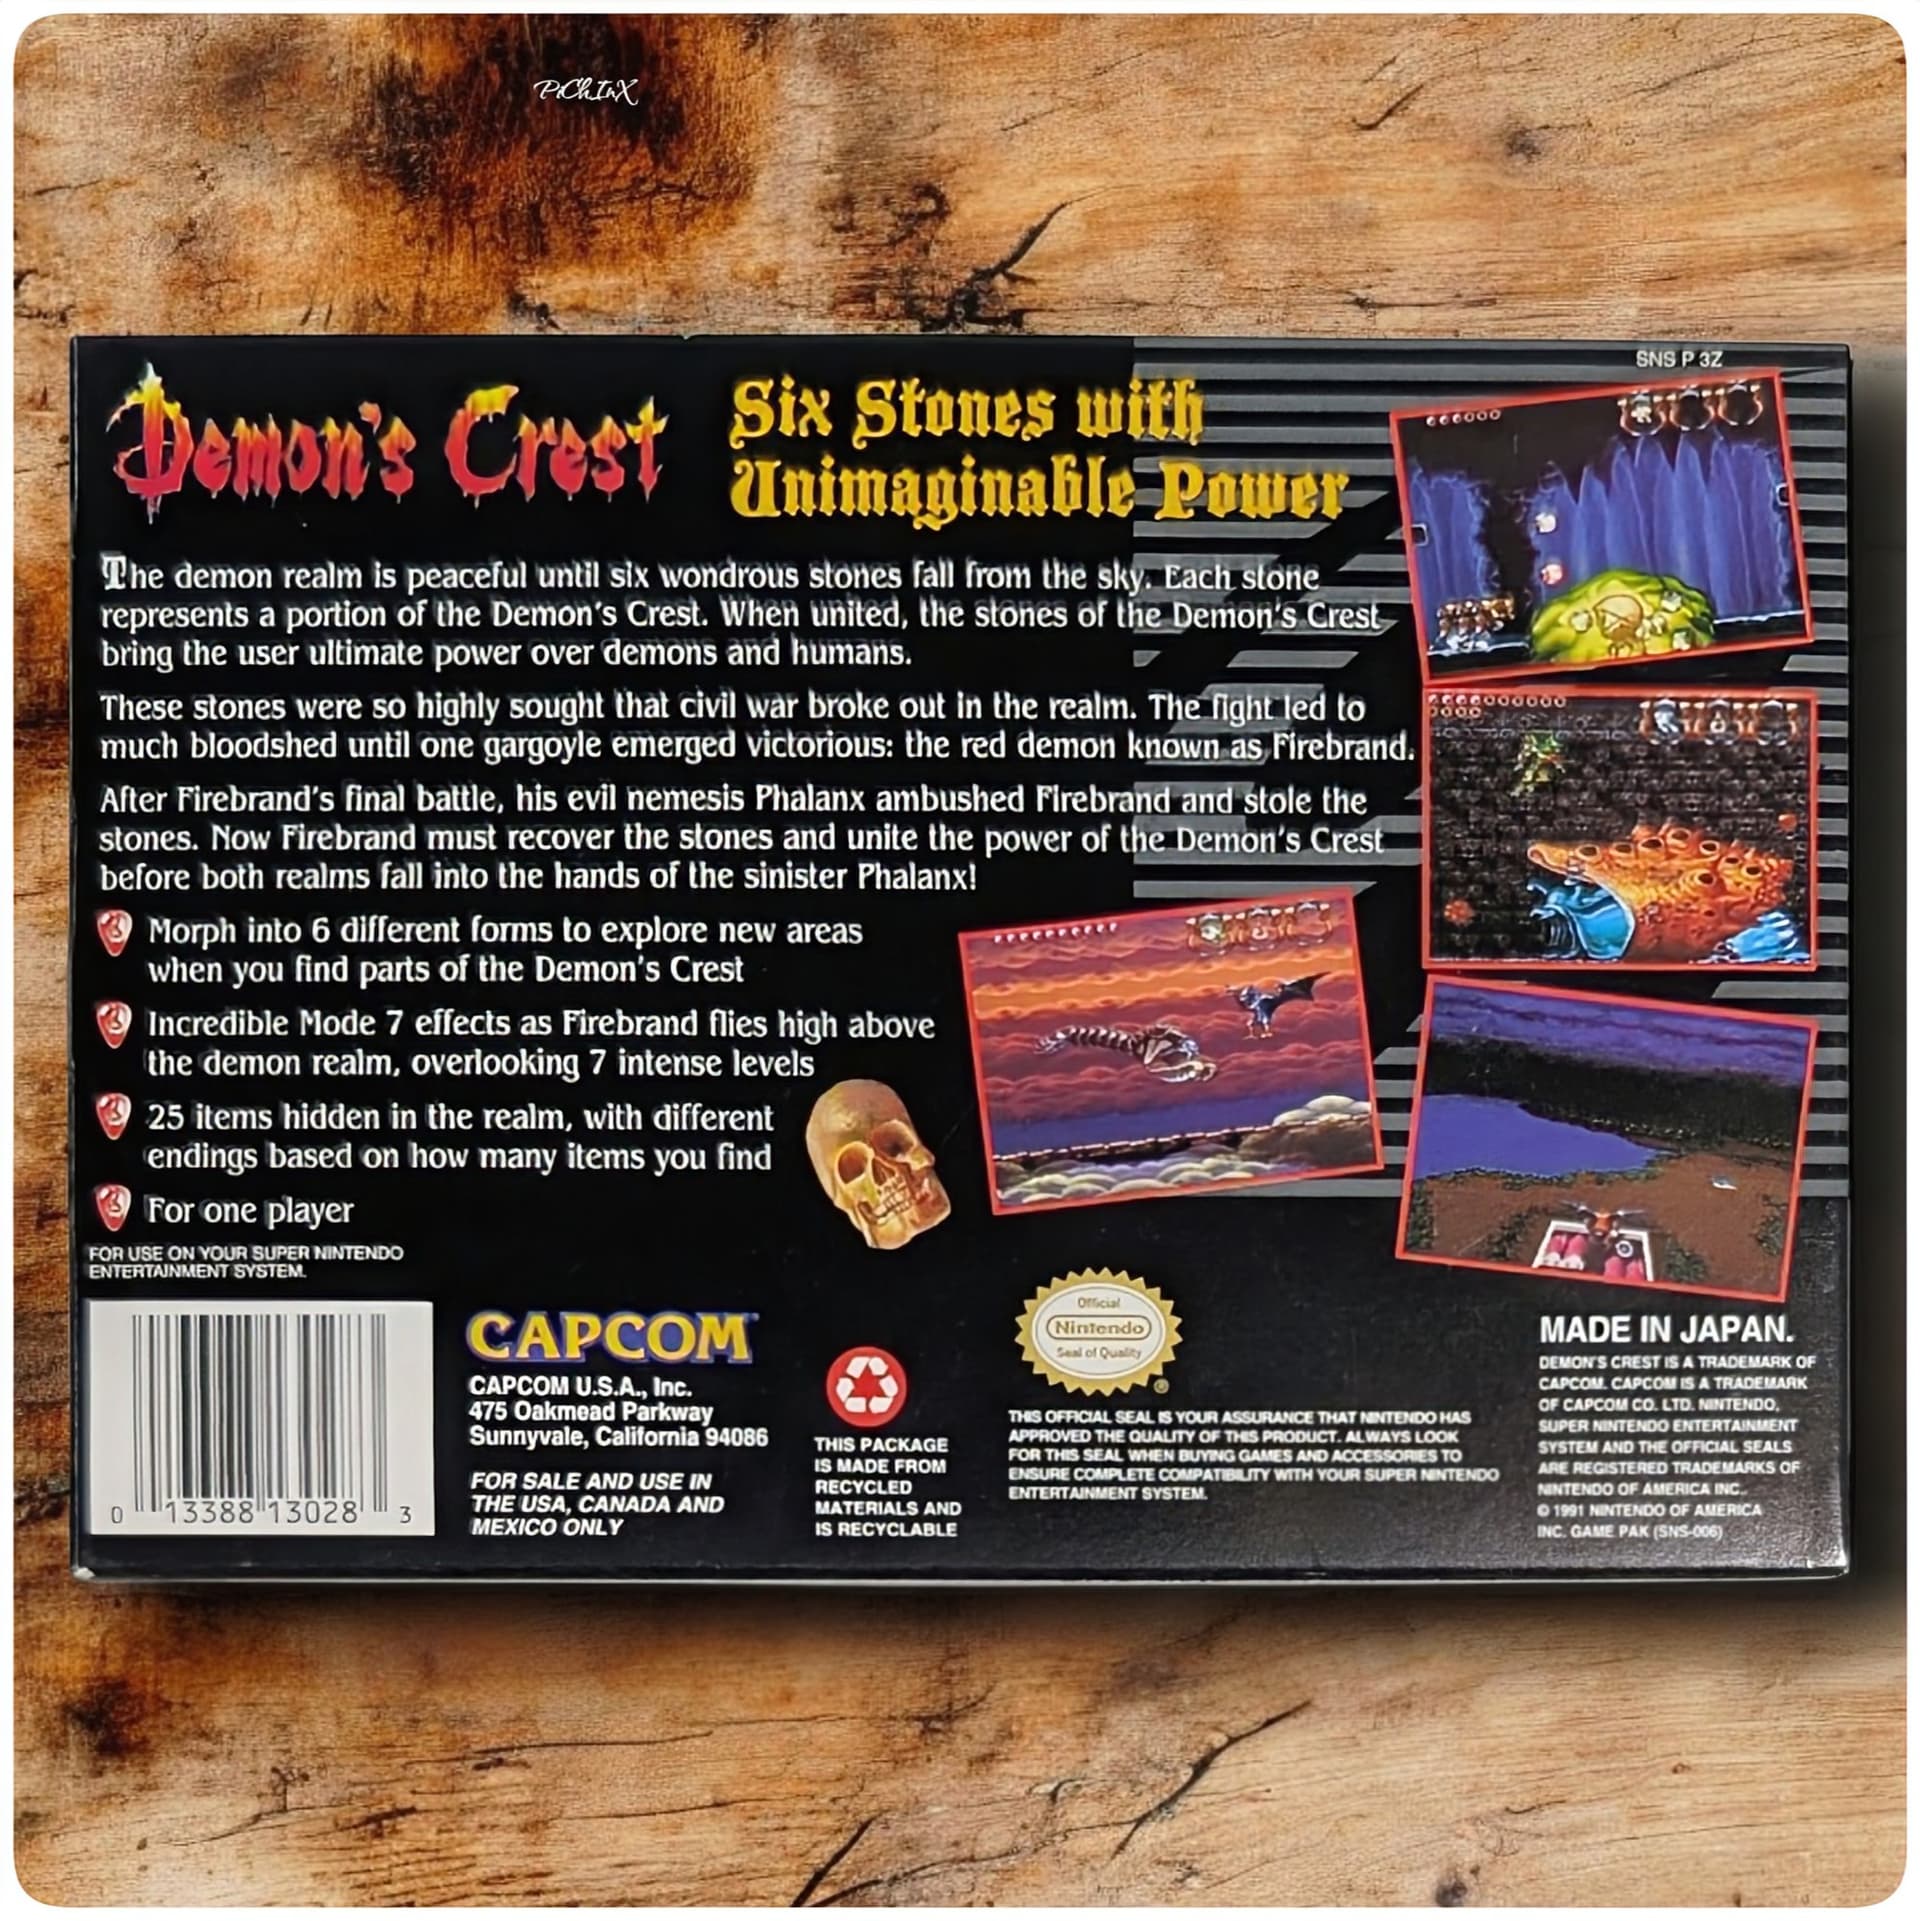 PiChInX
SNS P 3Z
Demon's Crest
Six Stones with
Unimaginable Power
The demon realm is peaceful until six wondrous stones fall from the sky. Each stone
represents a portion of the Demon's Crest. When united, the stones of the Demon's Crest
bring the user ultimate power over demons and humans.
These stones were so highly sought that civil war broke out in the realm. The fight led to
much bloodshed until one gargoyle emerged victorious: the red demon known as Firebrand.
After Firebrand's final battle, his evil nemesis Phalanx ambushed Firebrand and stole the
stones. Now Firebrand must recover the stones and unite the power of the Demon's Crest
before both realms fall into the hands of the sinister Phalanx!
Morph into 6 different forms to explore new areas
when you find parts of the Demon's Crest
Incredible Mode 7 effects as Firebrand flies high above
the demon realm, overlooking 7 intense levels
25 items hidden in the realm, with different
endings based on how many items you find
For one player
FOR USE ON YOUR SUPER NINTENDO
ENTERTAINMENT SYSTEM.
0 13388 13028 3
CAPCOM
CAPCOM U.S.A., Inc.
475 Oakmead Parkway
Sunnyvale, California 94086
FOR SALE AND USE IN
THE USA, CANADA AND
MEXICO ONLY
THIS PACKAGE
IS MADE FROM
RECYCLED
MATERIALS AND
IS RECYCLABLE
Official
Nintendo
Seal of Quality
®
THIS OFFICIAL SEAL IS YOUR ASSURANCE THAT NINTENDO HAS
APPROVED THE QUALITY OF THIS PRODUCT. ALWAYS LOOK
FOR THIS SEAL WHEN BUYING GAMES AND ACCESSORIES TO
ENSURE COMPLETE COMPATIBILITY WITH YOUR SUPER NINTENDO
ENTERTAINMENT SYSTEM.
MADE IN JAPAN.
DEMON'S CREST IS A TRADEMARK OF
CAPCOM. CAPCOM IS A TRADEMARK
OF CAPCOM CO. LTD. NINTENDO,
SUPER NINTENDO ENTERTAINMENT
SYSTEM AND THE OFFICIAL SEALS
ARE REGISTERED TRADEMARKS OF
NINTENDO OF AMERICA INC..
© 1991 NINTENDO OF AMERICA
INC. GAME PAK (SNS-006)